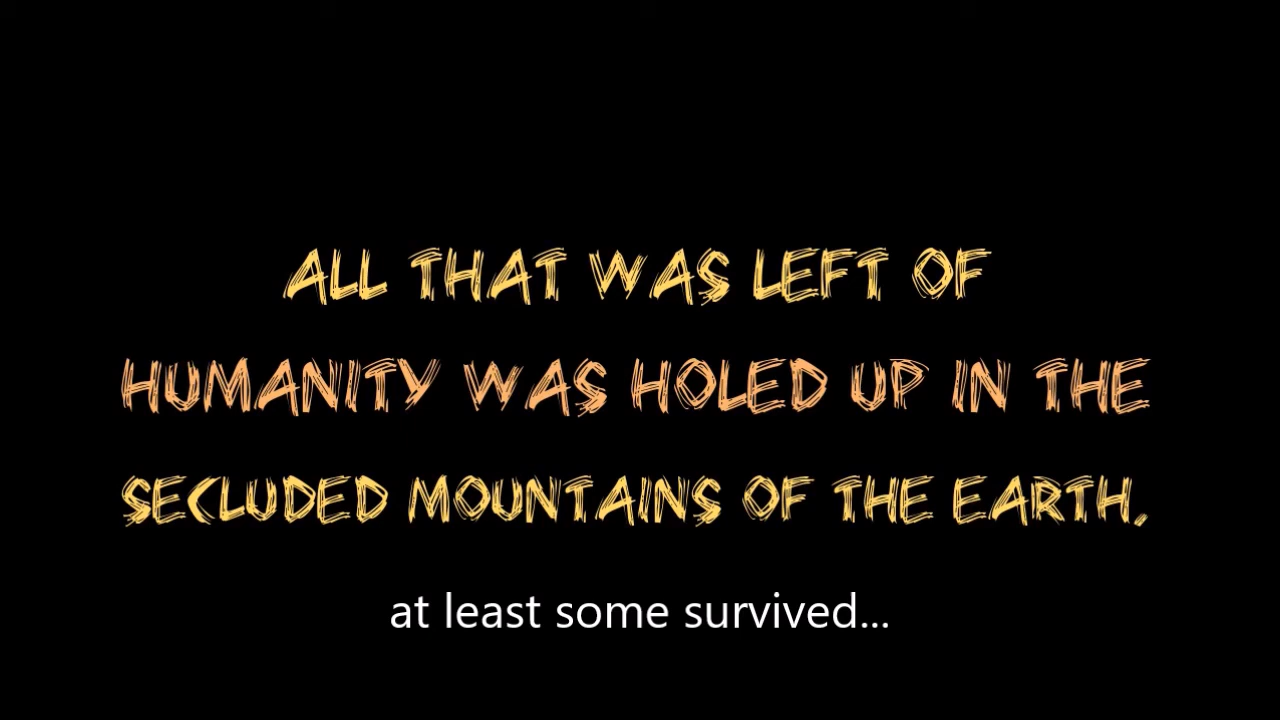 ALL THAT WAS LEFT OF
HUMANITY WAS HOLED UP IN THE
SECLUDED MOUNTAINS OF THE EARTH,
at least some survived...